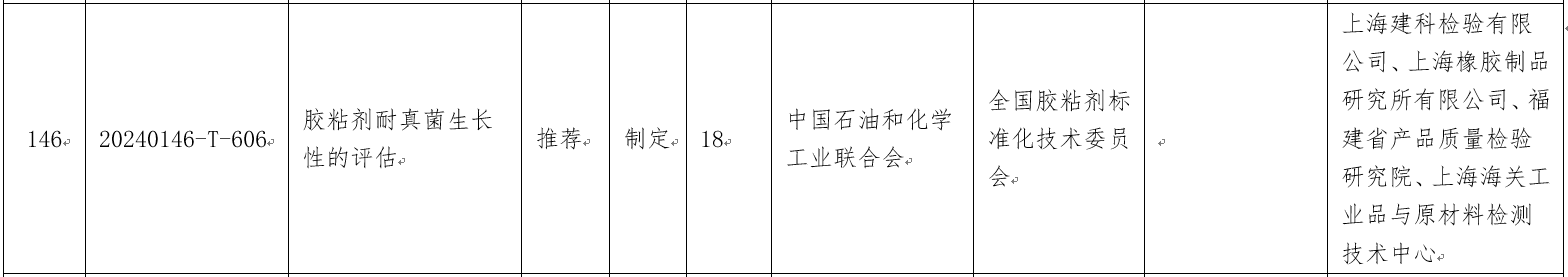 146
20240146-T-606
胶粘剂耐真菌生长
性的评估
推荐
制定
18
中国石油和化学
工业联合会
全国胶粘剂标
准化技术委员
会
上海建科检验有限
公司、上海橡胶制品
研究所有限公司、福
建省产品质量检验
研究院、上海海关工
业品与原材料检测
技术中心